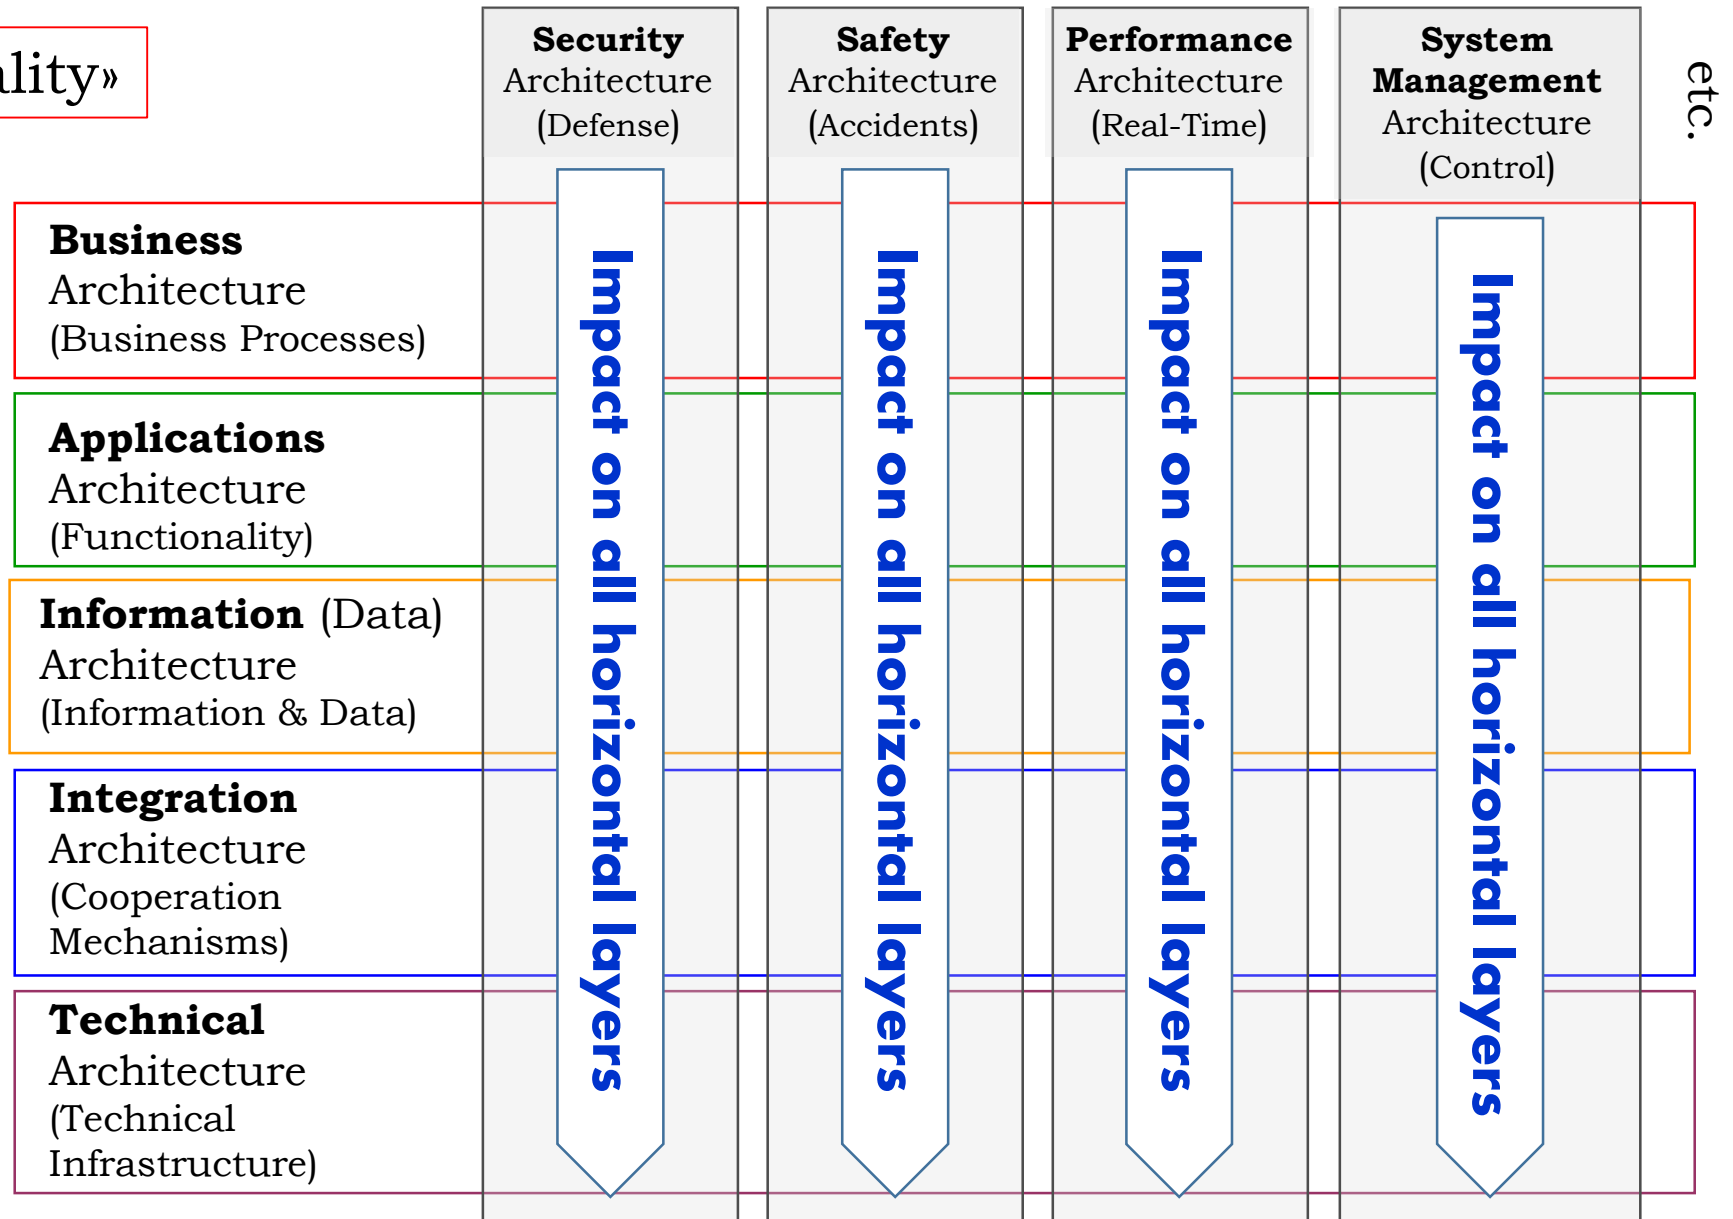 ality»
Security
Architecture
(Defense)
Safety
Architecture
(Accidents)
Performance
Architecture
(Real-Time)
System
Management
Architecture
(Control)
etc.
Business
Architecture
(Business Processes)
Applications
Architecture
(Functionality)
Information (Data)
Architecture
(Information & Data)
Integration
Architecture
(Cooperation
Mechanisms)
Technical
Architecture
(Technical
Infrastructure)
Impact on all horizontal layers
Impact on all horizontal layers
Impact on all horizontal layers
Impact on all horizontal layers